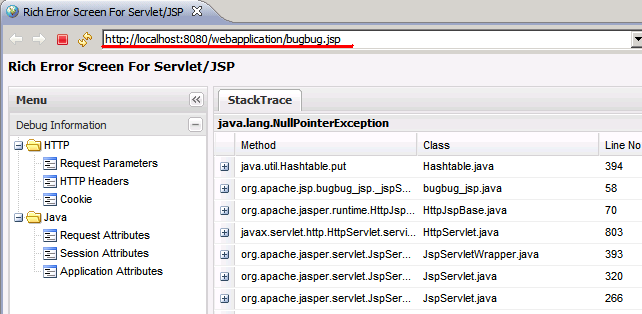 Rich Error Screen For Servlet/JSP
http://localhost:8080/webapplication/bugbug.jsp
Rich Error Screen For Servlet/JSP
Menu
Debug Information
HTTP
Request Parameters
HTTP Headers
Cookie
Java
Request Attributes
Session Attributes
Application Attributes
StackTrace
java.lang.NullPointerException
Method Class Line No
java.util.Hashtable.put Hashtable.java 394
org.apache.jsp.bugbug_jsp._jspS... bugbug_jsp.java 58
org.apache.jasper.runtime.HttpJsp... HttpJspBase.java 70
javax.servlet.http.HttpServlet.servi... HttpServlet.java 803
org.apache.jasper.servlet.JspSer... JspServletWrapper.java 393
org.apache.jasper.servlet.JspSer... JspServlet.java 320
org.apache.jasper.servlet.JspSer... JspServlet.java 266